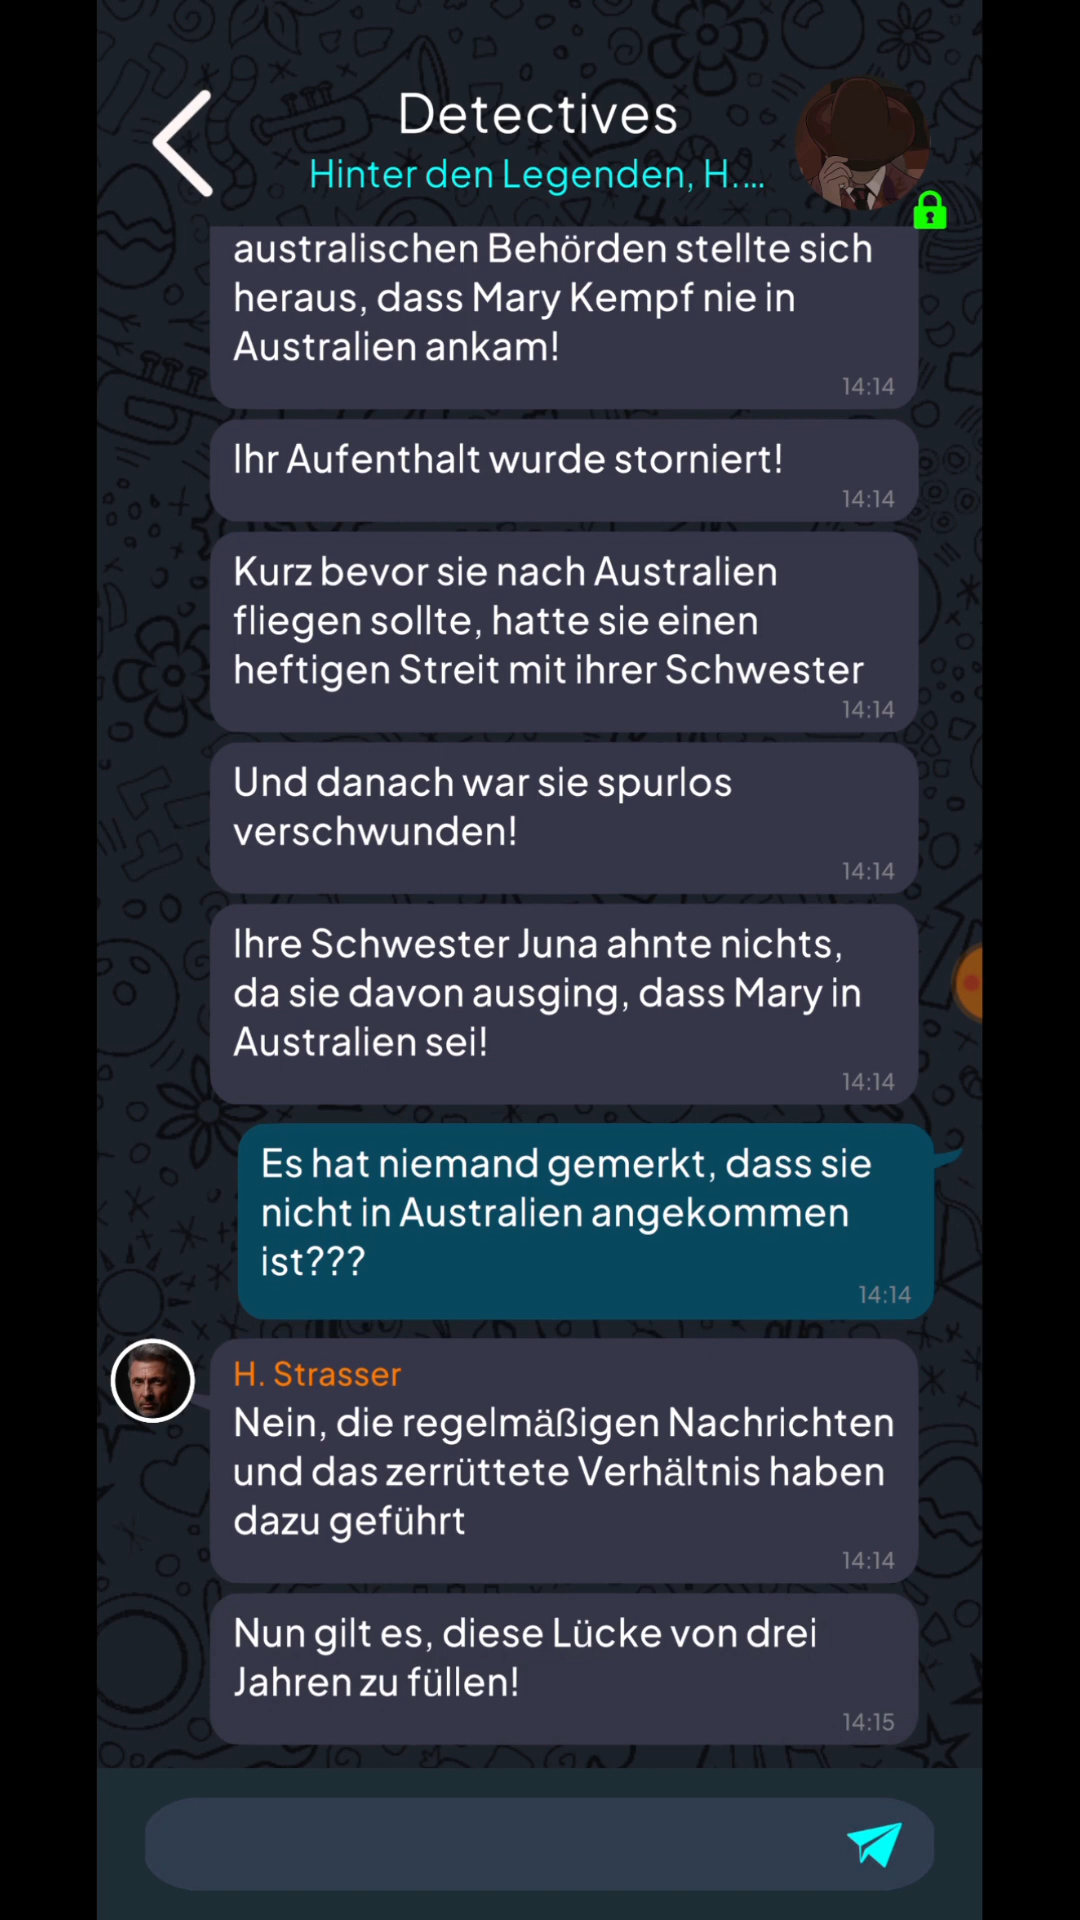 Detectives
Hinter den Legenden, H....
australischen Behörden stellte sich
heraus, dass Mary Kempf nie in
Australien ankam!
14:14
Ihr Aufenthalt wurde storniert!
14:14
Kurz bevor sie nach Australien
fliegen sollte, hatte sie einen
heftigen Streit mit ihrer Schwester
14:14
Und danach war sie spurlos
verschwunden!
14:14
Ihre Schwester Juna ahnte nichts,
da sie davon ausging, dass Mary in
Australien sei!
14:14
Es hat niemand gemerkt, dass sie
nicht in Australien angekommen
ist???
14:14
H. Strasser
Nein, die regelmäßigen Nachrichten
und das zerrüttete Verhältnis haben
dazu geführt
14:14
Nun gilt es, diese Lücke von drei
Jahren zu füllen!
14:15